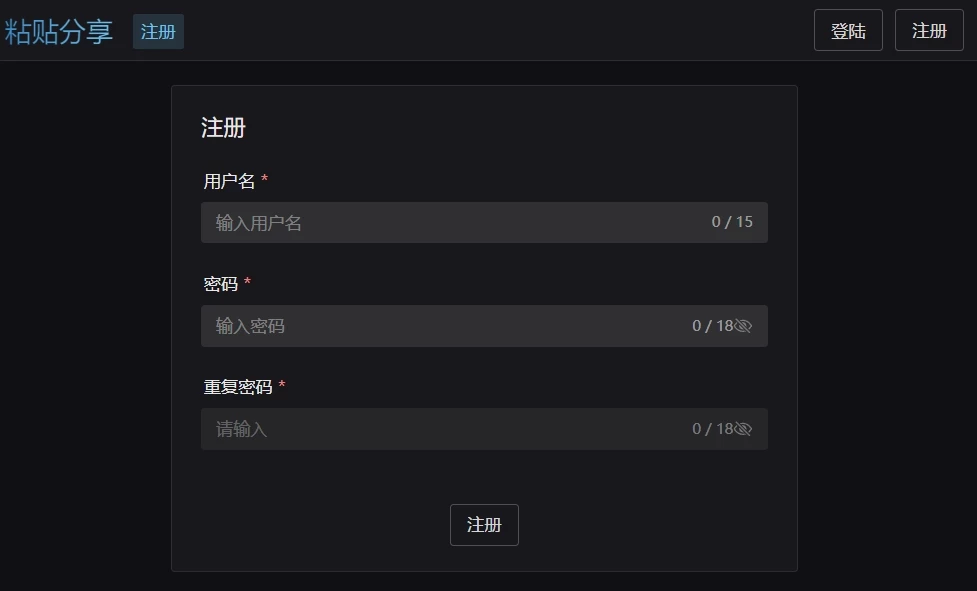 粘贴分享 注册 登陆 注册
注册
用户名 *
输入用户名 0 / 15
密码 *
输入密码 0 / 18
重复密码 *
请输入 0 / 18
注册